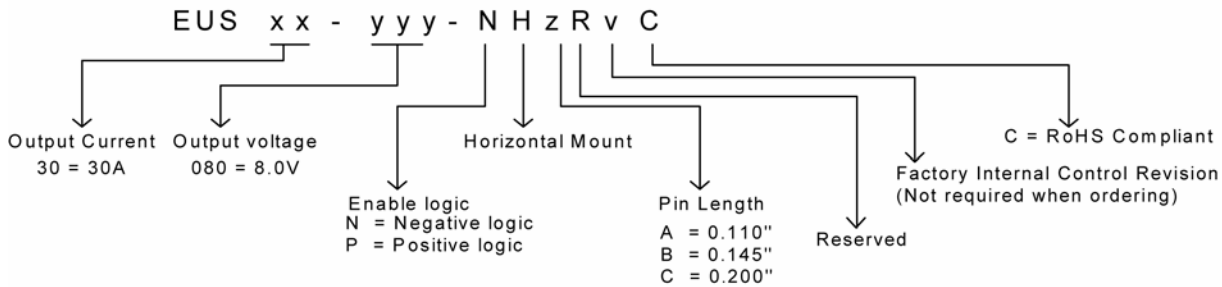 EUS xx - yyy - N H z R v C
Output Current
30 = 30A
Output voltage
080 = 8.0V
Enable logic
N = Negative logic
P = Positive logic
Horizontal Mount
Pin Length
A = 0.110"
B = 0.145"
C = 0.200"
Reserved
Factory Internal Control Revision
(Not required when ordering)
C = RoHS Compliant